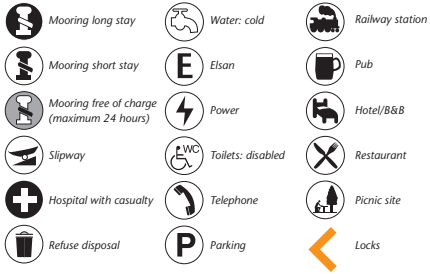 Mooring long stay
Mooring short stay
Mooring free of charge
(maximum 24 hours)
Slipway
Hospital with casualty
Refuse disposal
Water: cold
E Elsan
Power
WC Toilets: disabled
Telephone
P Parking
Railway station
Pub
Hotel/B&B
Restaurant
Picnic site
Locks